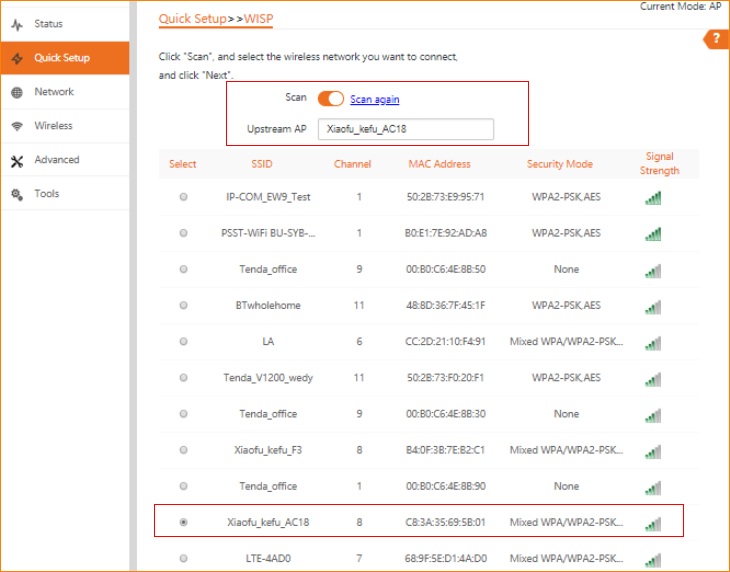 Current Mode: AP
Status
Quick Setup
Network
Wireless
Advanced
Tools
Quick Setup>>WISP
?
Click "Scan", and select the wireless network you want to connect,
and click "Next".
Scan Scan again
Upstream AP Xiaofu_kefu_AC18
Select SSID Channel MAC Address Security Mode Signal Strength
IP-COM_EW9_Test 1 50:2B:73:E9:95:71 WPA2-PSK,AES
PSST-WiFi BU-SYB-... 1 B0:E1:7E:92:AD:A8 WPA2-PSK,AES
Tenda_office 9 00:B0:C6:4E:8B:50 None
BTwholehome 11 48:8D:36:7F:45:1F WPA2-PSK,AES
LA 6 CC:2D:21:10:F4:91 Mixed WPA/WPA2-PSK...
Tenda_V1200_wedy 11 50:2B:73:F0:20:F1 WPA2-PSK,AES
Tenda_office 9 00:B0:C6:4E:8B:30 None
Xiaofu_kefu_F3 8 B4:0F:3B:7E:B2:C1 Mixed WPA/WPA2-PSK...
Tenda_office 1 00:B0:C6:4E:8B:90 None
Xiaofu_kefu_AC18 8 C8:3A:35:69:5B:01 Mixed WPA/WPA2-PSK...
LTE-4AD0 7 68:9F:5E:D1:4A:D0 Mixed WPA/WPA2-PSK...